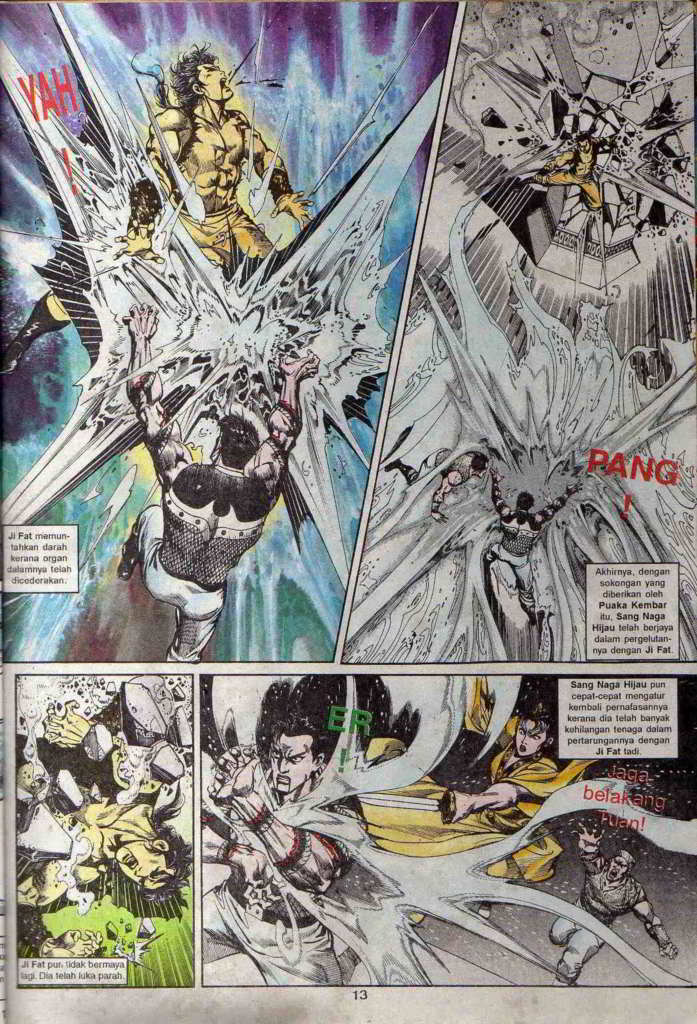 YAH
!
Ji Fat memun-
tahkan darah
kerana organ
dalamnya telah
dicederakan.
PANG
!
Akhirnya, dengan
sokongan yang
diberikan oleh
Puaka Kembar
itu, Sang Naga
Hijau telah berjaya
dalam pergelutan-
nya dengan Ji Fat.
Ji Fat pun tidak bermaya
lagi. Dia telah luka parah.
ER
!
Sang Naga Hijau pun
cepat-cepat mengatur
kembali pernafasannya
kerana dia telah banyak
kehilangan tenaga dalam
pertarungannya dengan
Ji Fat tadi.
Jaga
belakang
Tuan!
13